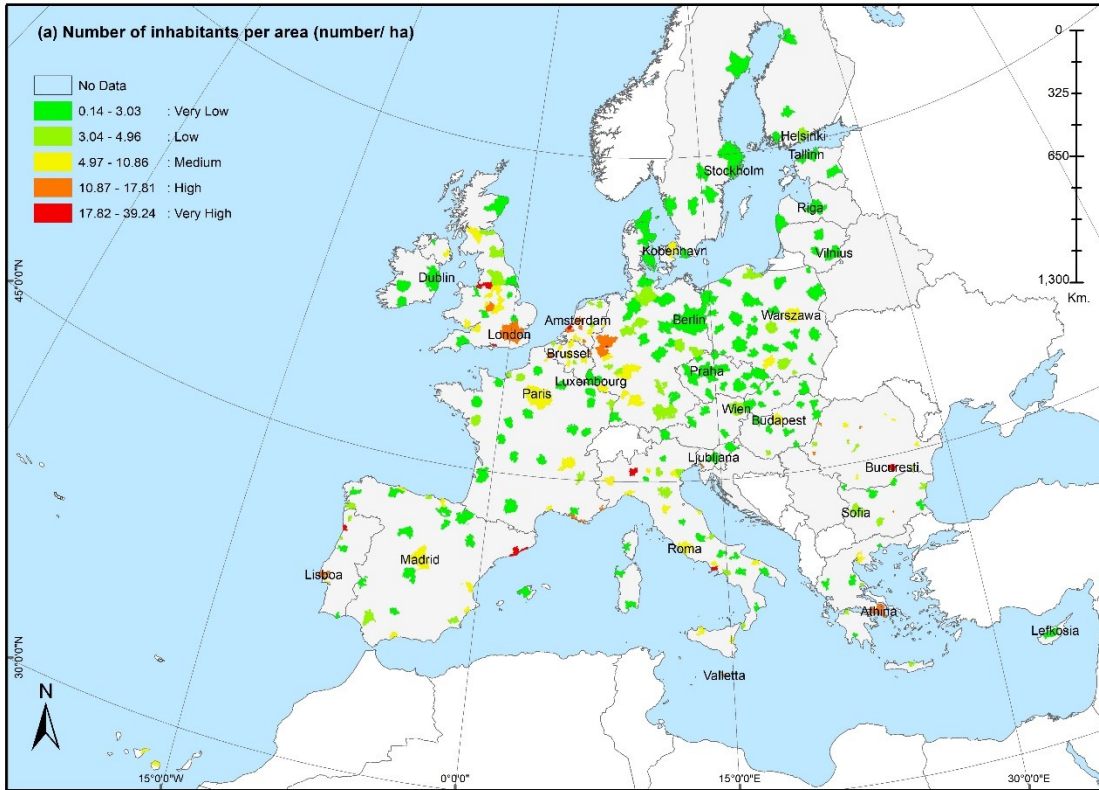 (a) Number of inhabitants per area (number/ ha)
No Data
0.14 - 3.03 : Very Low
3.04 - 4.96 : Low
4.97 - 10.86 : Medium
10.87 - 17.81 : High
17.82 - 39.24 : Very High
0
325
650
1,300
Km.
Helsinki
Tallinn
Stockholm
Riga
Kobenhavn
Vilnius
Dublin
45°0'0"N
Amsterdam
Berlin
Warszawa
London
Brussel
Luxembourg
Praha
Paris
Wien
Budapest
Ljubljana
Bucuresti
Sofia
Roma
Madrid
Lisboa
Athina
Lefkosia
30°0'0"N
Valletta
N
15°0'0"W
0°0'0"
15°0'0"E
30°0'0"E